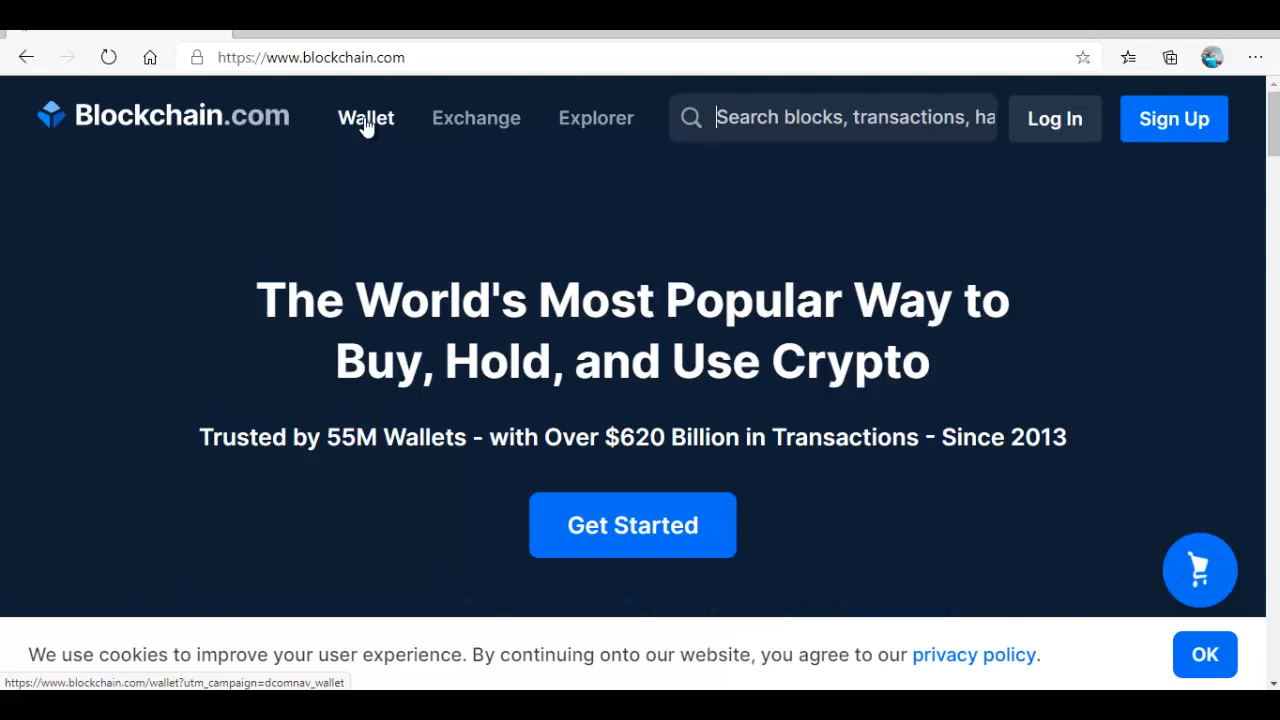 https://www.blockchain.com
Blockchain.com
Wallet
Exchange
Explorer
Search blocks, transactions, ha
Log In
Sign Up
The World's Most Popular Way to
Buy, Hold, and Use Crypto
Trusted by 55M Wallets - with Over $620 Billion in Transactions - Since 2013
Get Started
We use cookies to improve your user experience. By continuing onto our website, you agree to our privacy policy.
OK
https://www.blockchain.com/wallet?utm_campaign=dcomnav_wallet